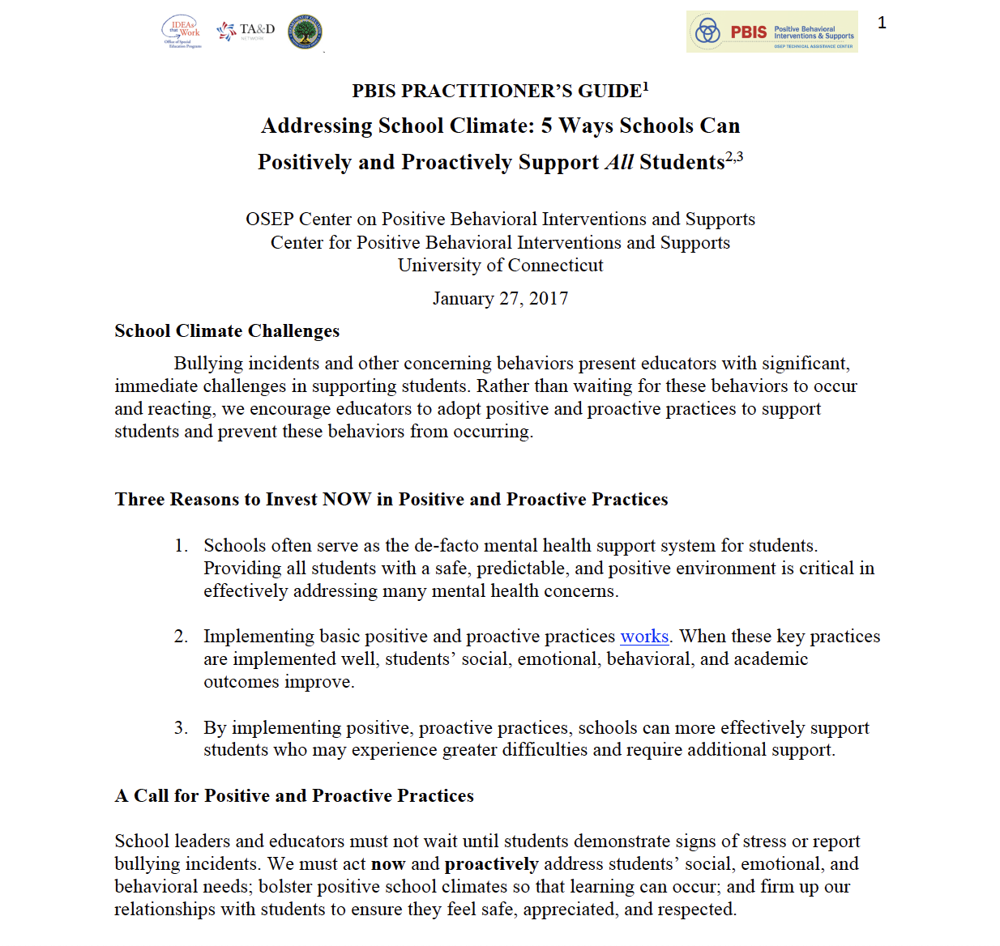 IDEAs
that Work
Office of Special
Education Programs
TA&D
NETWORK
PBIS
Positive Behavioral
Interventions & Supports
OSEP TECHNICAL ASSISTANCE CENTER
1
PBIS PRACTITIONER’S GUIDE1
Addressing School Climate: 5 Ways Schools Can
Positively and Proactively Support All Students2,3
OSEP Center on Positive Behavioral Interventions and Supports
Center for Positive Behavioral Interventions and Supports
University of Connecticut
January 27, 2017
School Climate Challenges
Bullying incidents and other concerning behaviors present educators with significant,
immediate challenges in supporting students. Rather than waiting for these behaviors to occur
and reacting, we encourage educators to adopt positive and proactive practices to support
students and prevent these behaviors from occurring.
Three Reasons to Invest NOW in Positive and Proactive Practices
1. Schools often serve as the de-facto mental health support system for students.
Providing all students with a safe, predictable, and positive environment is critical in
effectively addressing many mental health concerns.
2. Implementing basic positive and proactive practices works. When these key practices
are implemented well, students’ social, emotional, behavioral, and academic
outcomes improve.
3. By implementing positive, proactive practices, schools can more effectively support
students who may experience greater difficulties and require additional support.
A Call for Positive and Proactive Practices
School leaders and educators must not wait until students demonstrate signs of stress or report
bullying incidents. We must act now and proactively address students’ social, emotional, and
behavioral needs; bolster positive school climates so that learning can occur; and firm up our
relationships with students to ensure they feel safe, appreciated, and respected.